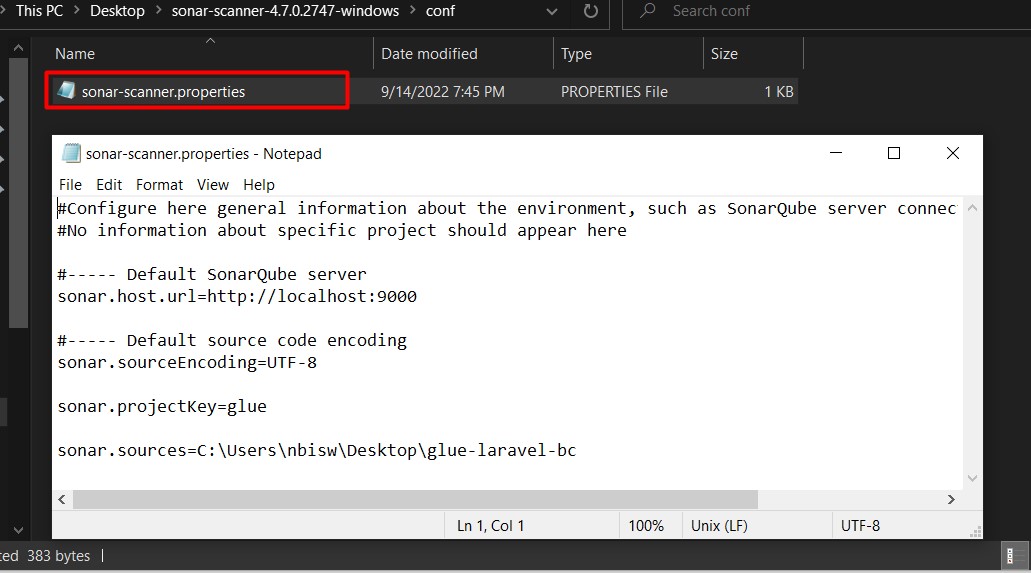 This PC > Desktop > sonar-scanner-4.7.0.2747-windows > conf
Search conf
Name Date modified Type Size
sonar-scanner.properties 9/14/2022 7:45 PM PROPERTIES File 1 KB
sonar-scanner.properties - Notepad
File Edit Format View Help
#Configure here general information about the environment, such as SonarQube server connec
#No information about specific project should appear here
#----- Default SonarQube server
sonar.host.url=http://localhost:9000
#----- Default source code encoding
sonar.sourceEncoding=UTF-8
sonar.projectKey=glue
sonar.sources=C:\Users\nbisw\Desktop\glue-laravel-bc
Ln 1, Col 1 100% Unix (LF) UTF-8
383 bytes